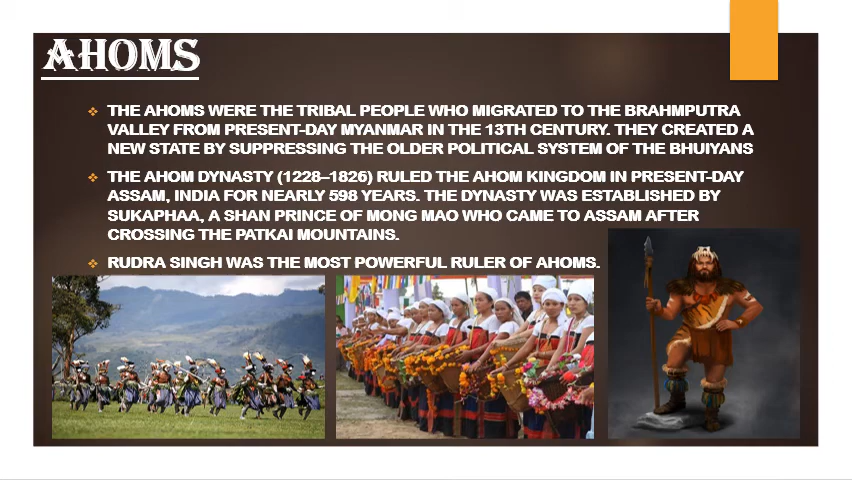 AHOMS
THE AHOMS WERE THE TRIBAL PEOPLE WHO MIGRATED TO THE BRAHMPUTRA
VALLEY FROM PRESENT-DAY MYANMAR IN THE 13TH CENTURY. THEY CREATED A
NEW STATE BY SUPPRESSING THE OLDER POLITICAL SYSTEM OF THE BHUIYANS
THE AHOM DYNASTY (1228–1826) RULED THE AHOM KINGDOM IN PRESENT-DAY
ASSAM, INDIA FOR NEARLY 598 YEARS. THE DYNASTY WAS ESTABLISHED BY
SUKAPHAA, A SHAN PRINCE OF MONG MAO WHO CAME TO ASSAM AFTER
CROSSING THE PATKAI MOUNTAINS.
RUDRA SINGH WAS THE MOST POWERFUL RULER OF AHOMS.